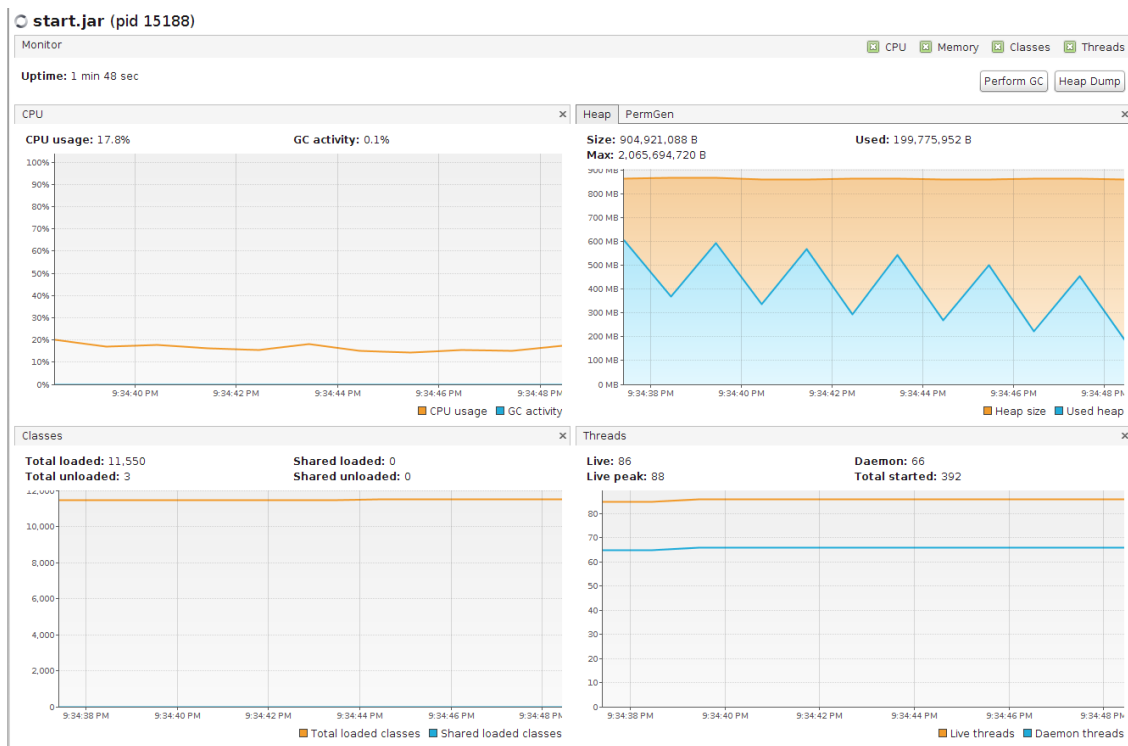 start.jar (pid 15188)
Monitor
CPU Memory Classes Threads
Uptime: 1 min 48 sec
Perform GC Heap Dump
CPU
CPU usage: 17.8% GC activity: 0.1%
100%
90%
80%
70%
60%
50%
40%
30%
20%
10%
0%
9:34:40 PM 9:34:42 PM 9:34:44 PM 9:34:46 PM 9:34:48 PM
CPU usage GC activity
Heap PermGen
Size: 904,921,088 B Used: 199,775,952 B
Max: 2,065,694,720 B
900 MB
800 MB
700 MB
600 MB
500 MB
400 MB
300 MB
200 MB
100 MB
0 MB
9:34:38 PM 9:34:40 PM 9:34:42 PM 9:34:44 PM 9:34:46 PM 9:34:48 PM
Heap size Used heap
Classes
Total loaded: 11,550 Shared loaded: 0
Total unloaded: 3 Shared unloaded: 0
12,000
10,000
8,000
6,000
4,000
2,000
0
9:34:38 PM 9:34:40 PM 9:34:42 PM 9:34:44 PM 9:34:46 PM 9:34:48 PM
Total loaded classes Shared loaded classes
Threads
Live: 86 Daemon: 66
Live peak: 88 Total started: 392
80
70
60
50
40
30
20
10
0
9:34:38 PM 9:34:40 PM 9:34:42 PM 9:34:44 PM 9:34:46 PM 9:34:48 PM
Live threads Daemon threads